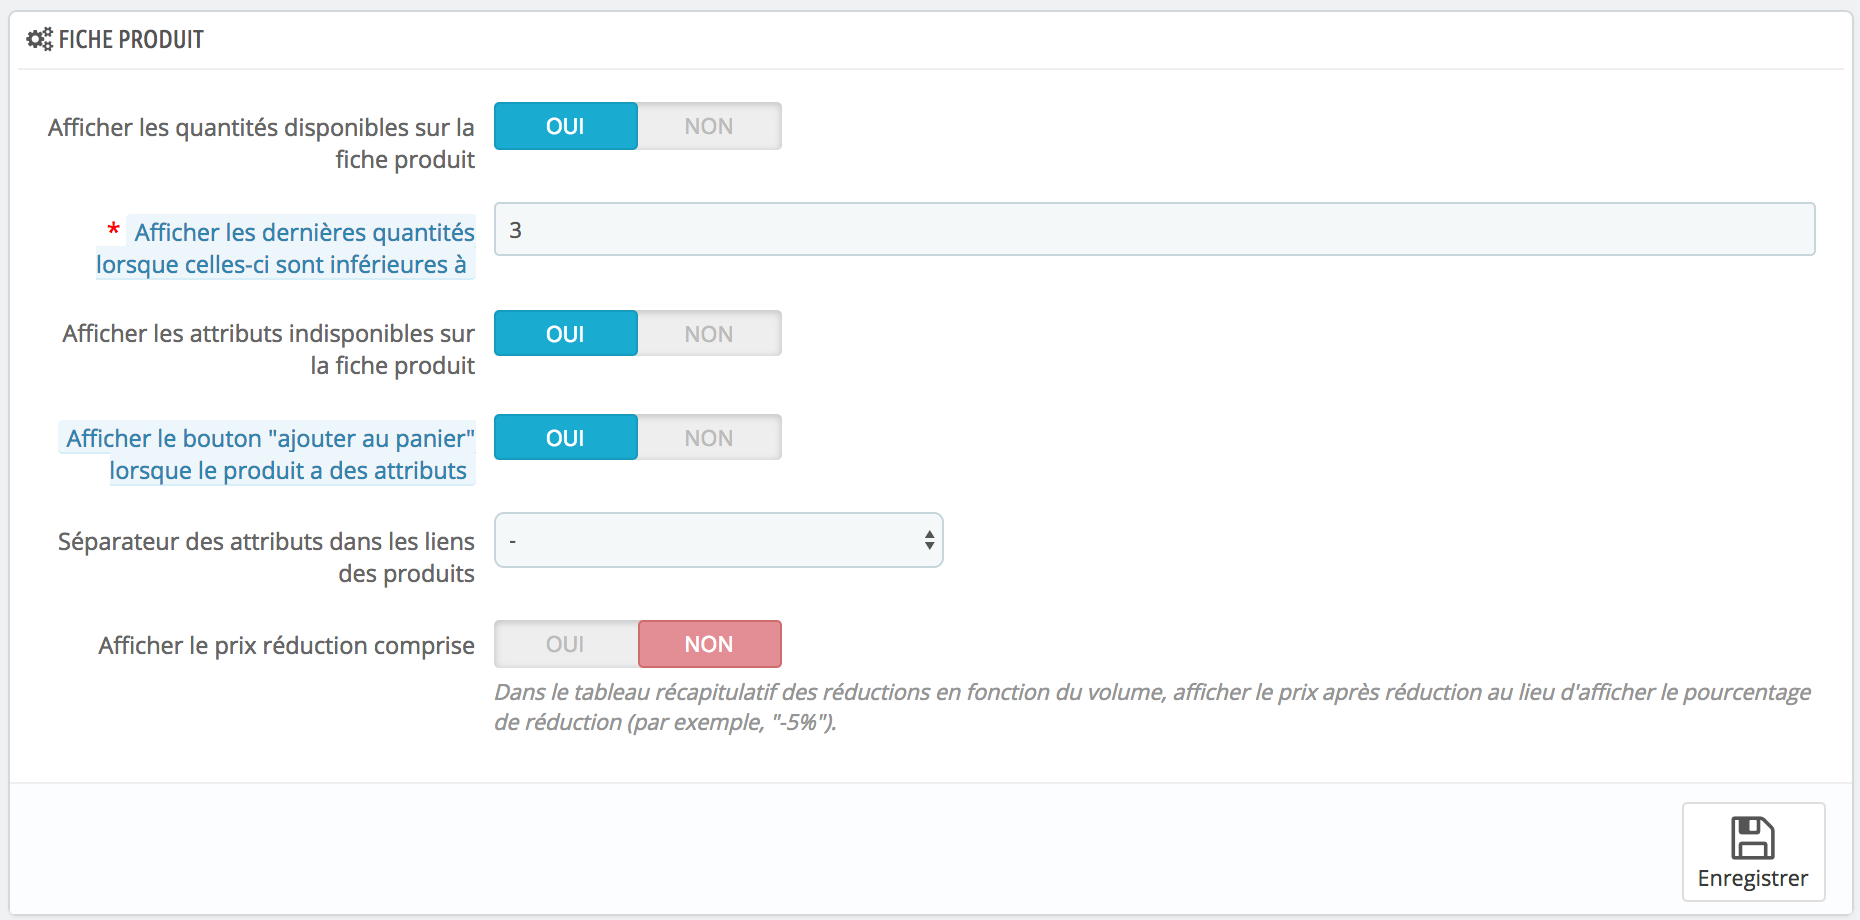 FICHE PRODUIT
Afficher les quantités disponibles sur la
fiche produit
OUI NON
* Afficher les dernières quantités
lorsque celles-ci sont inférieures à
3
Afficher les attributs indisponibles sur
la fiche produit
OUI NON
Afficher le bouton "ajouter au panier"
lorsque le produit a des attributs
OUI NON
Séparateur des attributs dans les liens
des produits
-
Afficher le prix réduction comprise
OUI NON
Dans le tableau récapitulatif des réductions en fonction du volume, afficher le prix après réduction au lieu d'afficher le pourcentage
de réduction (par exemple, "-5%").
Enregistrer